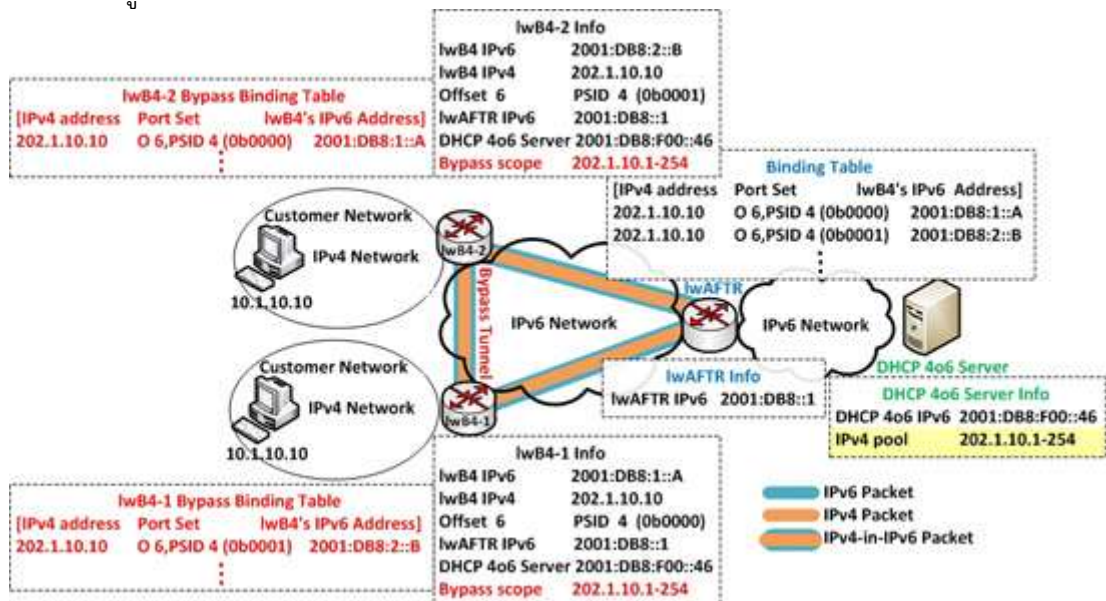 ู
lwB4-2 Info
lwB4 IPv6 2001:DB8:2::B
lwB4 IPv4 202.1.10.10
Offset 6 PSID 4 (0b0001)
lwAFTR IPv6 2001:DB8::1
DHCP 4o6 Server 2001:DB8:F00::46
Bypass scope 202.1.10.1-254
lwB4-2 Bypass Binding Table
[IPv4 address Port Set lwB4's IPv6 Address]
202.1.10.10 O 6,PSID 4 (0b0000) 2001:DB8:1::A
Binding Table
[IPv4 address Port Set lwB4's IPv6 Address]
202.1.10.10 O 6,PSID 4 (0b0000) 2001:DB8:1::A
202.1.10.10 O 6,PSID 4 (0b0001) 2001:DB8:2::B
Customer Network
IPv4 Network
10.1.10.10
lwB4-2
Bypass Tunnel
IPv6 Network
lwAFTR
IPv6 Network
DHCP 4o6 Server
Customer Network
IPv4 Network
10.1.10.10
lwB4-1
lwAFTR Info
lwAFTR IPv6 2001:DB8::1
DHCP 4o6 Server Info
DHCP 4o6 IPv6 2001:DB8:F00::46
IPv4 pool 202.1.10.1-254
lwB4-1 Info
lwB4 IPv6 2001:DB8:1::A
lwB4 IPv4 202.1.10.10
Offset 6 PSID 4 (0b0000)
lwAFTR IPv6 2001:DB8::1
DHCP 4o6 Server 2001:DB8:F00::46
Bypass scope 202.1.10.1-254
lwB4-1 Bypass Binding Table
[IPv4 address Port Set lwB4's IPv6 Address]
202.1.10.10 O 6,PSID 4 (0b0001) 2001:DB8:2::B
IPv6 Packet
IPv4 Packet
IPv4-in-IPv6 Packet